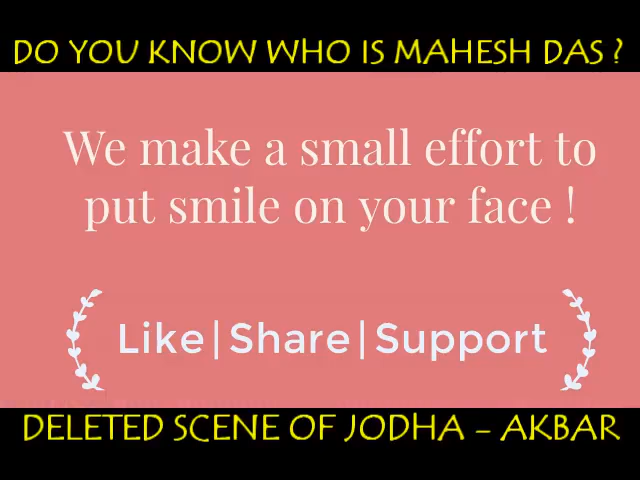 DO YOU KNOW WHO IS MAHESH DAS ?
We make a small effort to
put smile on your face !
Like|Share|Support
DELETED SCENE OF JODHA – AKBAR